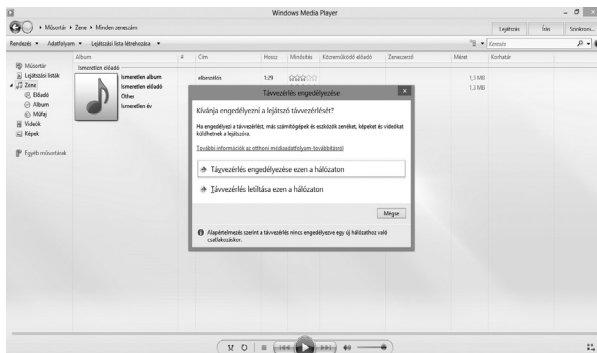 Windows Media Player
Műsortár ▸ Zene ▸ Minden zeneszám
Lejátszás
Írás
Szinkroni...
Rendezés
Adatfolyam
Lejátszási lista létrehozása
Keresés
Műsortár
Lejátszási listák
Zene
Előadó
Album
Műfaj
Videók
Képek
Egyéb műsortárak
Album # Cím Hossz Minősítés Közreműködő előadó Zeneszerző Méret Korhatár
Ismeretlen előadó
Ismeretlen album
Ismeretlen előadó
Other
Ismeretlen év
1:29
1,3 MB
1,3 MB
Távvezérlés engedélyezése
Kívánja engedélyezni a lejátszó távvezérlését?
Ha engedélyezi a távvezérlést, más számítógépek és eszközök zenéket, képeket és videókat
küldhetnek a lejátszóra.
További információk az otthoni médiaadatfolyam továbbításáról
Távvezérlés engedélyezése ezen a hálózaton
Távvezérlés letiltása ezen a hálózaton
Mégse
Alapértelmezés szerint a távvezérlés nincs engedélyezve egy új hálózathoz való
csatlakozáskor.